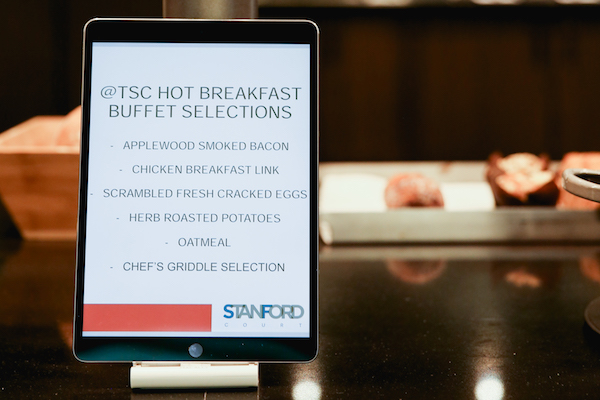 @TSC HOT BREAKFAST
BUFFET SELECTIONS
- APPLEWOOD SMOKED BACON
- CHICKEN BREAKFAST LINK
- SCRAMBLED FRESH CRACKED EGGS
- HERB ROASTED POTATOES
- OATMEAL
- CHEF'S GRIDDLE SELECTION
STANFORD
COURT